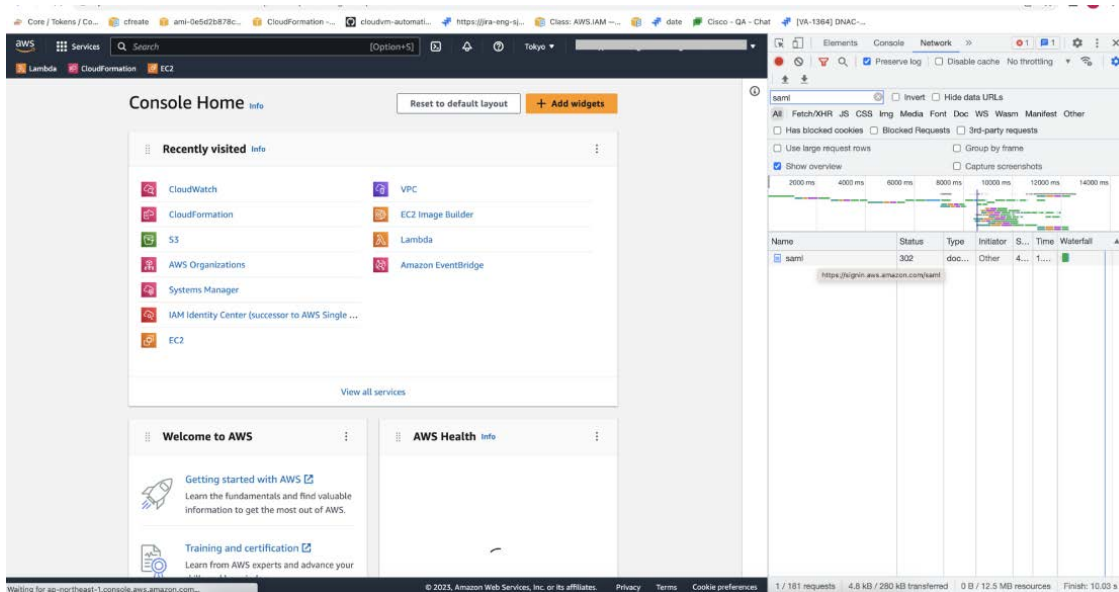 Core / Tokens / Co... cfreate ami-0e5d2b878c... CloudFormation -... cloudvm-automati... https://jira-eng-sj... Class: AWS.IAM —... date Cisco - QA - Chat [VA-1384] DNAC-...
aws Services Search [Option+S] Tokyo
Lambda CloudFormation EC2
Console Home Info
Reset to default layout + Add widgets
Recently visited Info
CloudWatch
CloudFormation
S3
AWS Organizations
Systems Manager
IAM Identity Center (successor to AWS Single ...
EC2
VPC
EC2 Image Builder
Lambda
Amazon EventBridge
View all services
Welcome to AWS
Getting started with AWS
Learn the fundamentals and find valuable
information to get the most out of AWS.
Training and certification
Learn from AWS experts and advance your
AWS Health Info
Waiting for ap-northeast-1.console.aws.amazon.com...
© 2023, Amazon Web Services, Inc. or its affiliates. Privacy Terms Cookie preferences
Elements Console Network » 1 1
Preserve log Disable cache No throttling
saml Invert Hide data URLs
All Fetch/XHR JS CSS Img Media Font Doc WS Wasm Manifest Other
Has blocked cookies Blocked Requests 3rd-party requests
Use large request rows Group by frame
Show overview Capture screenshots
2000 ms 4000 ms 6000 ms 8000 ms 10000 ms 12000 ms 14000 ms
Name Status Type Initiator S... Time Waterfall
saml 302 doc... Other 4... 1....
https://signin.aws.amazon.com/saml
1 / 181 requests 4.8 kB / 280 kB transferred 0 B / 12.5 MB resources Finish: 10.03 s